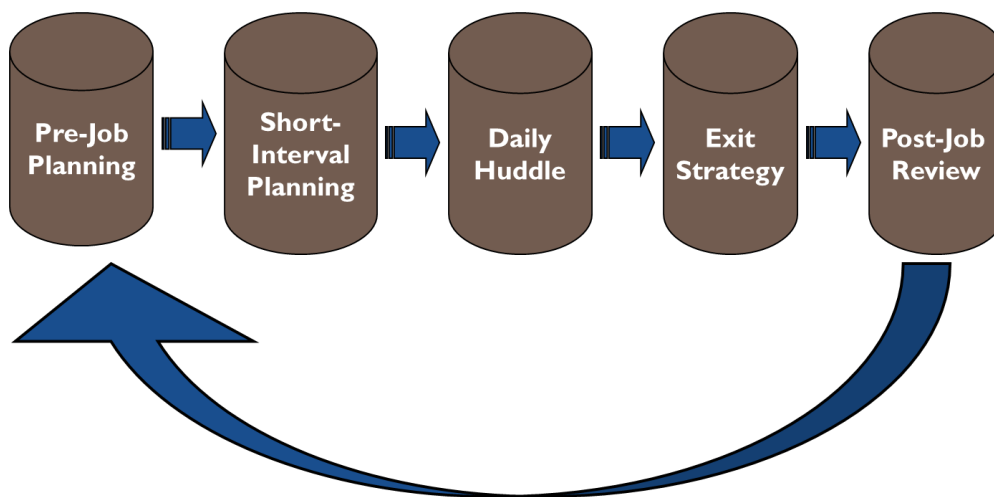 Pre-Job
Planning
Short-
Interval
Planning
Daily
Huddle
Exit
Strategy
Post-Job
Review